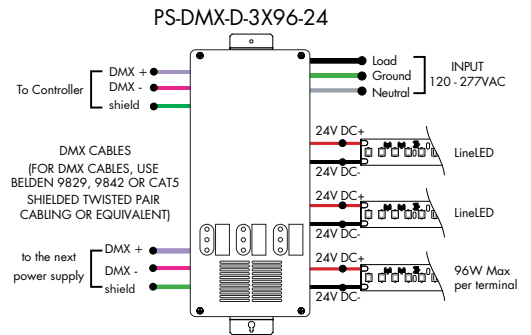 PS-DMX-D-3X96-24
To Controller
DMX +
DMX -
shield
Load
Ground
Neutral
INPUT
120 - 277VAC
DMX CABLES
(FOR DMX CABLES, USE
BELDEN 9829, 9842 OR CAT5
SHIELDED TWISTED PAIR
CABLING OR EQUIVALENT)
24V DC+
24V DC-
LineLED
24V DC+
24V DC-
LineLED
to the next
power supply
DMX +
DMX -
shield
24V DC+
24V DC-
96W Max
per terminal